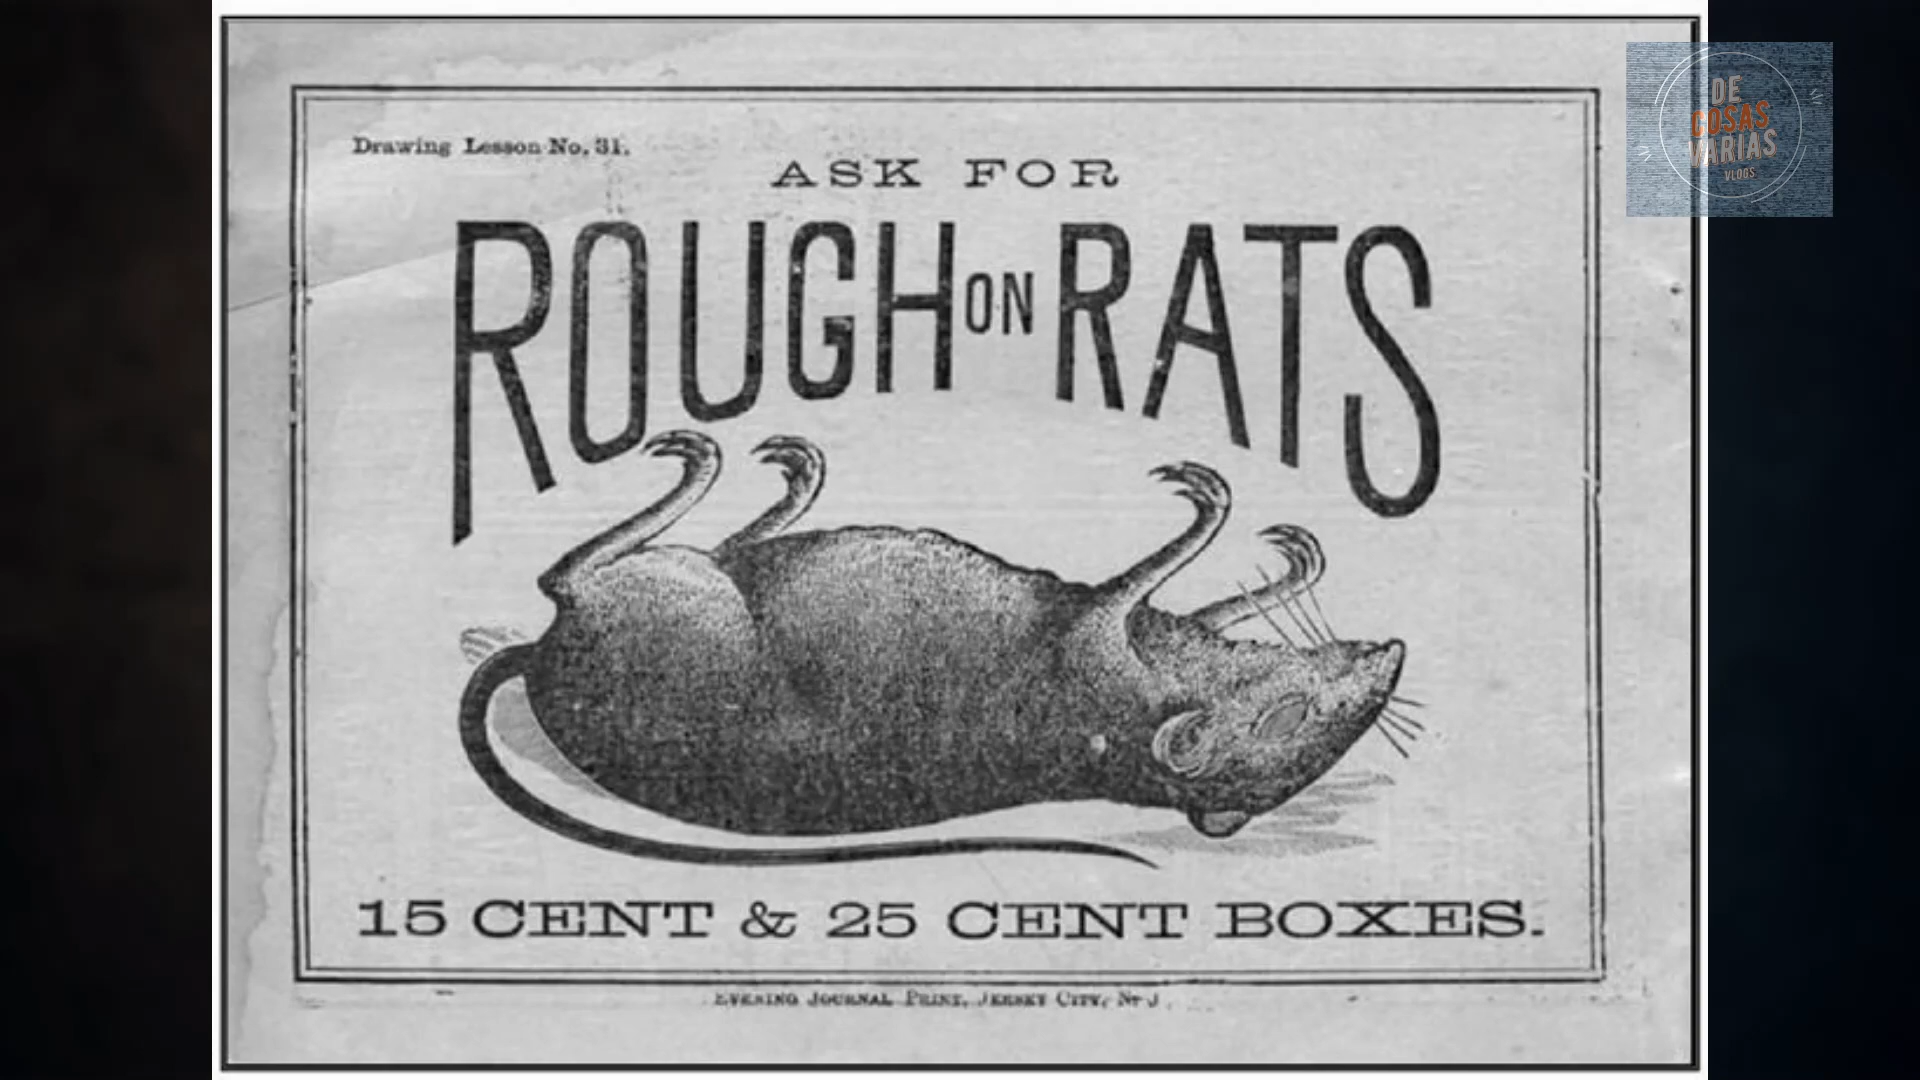 Drawing Lesson No. 31.
ASK FOR
ROUGH ON RATS
15 CENT & 25 CENT BOXES.
EVENING JOURNAL PRINT, JERSEY CITY, N. J.
DE
COSAS
VARIAS
VLOGS